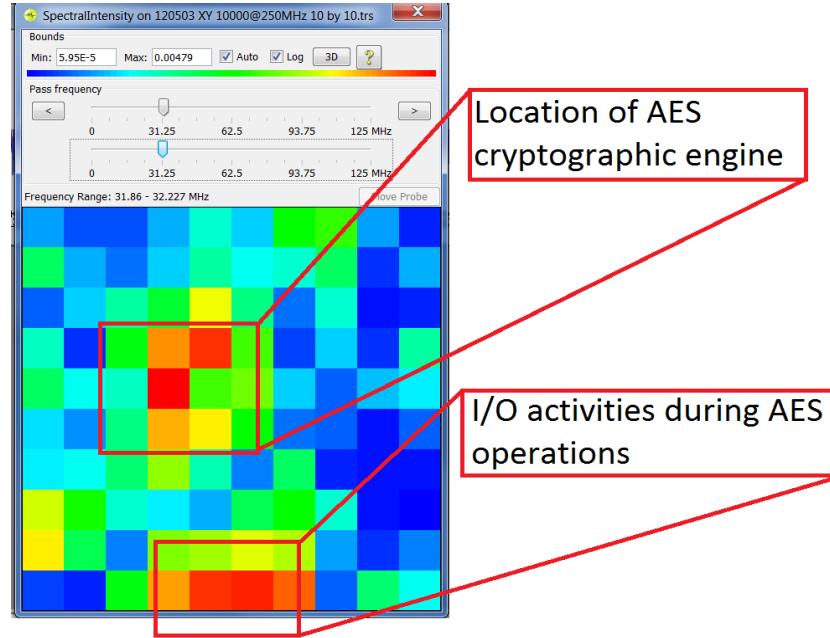 SpectralIntensity on 120503 XY 10000@250MHz 10 by 10.trs
Bounds
Min: 5.95E-5 Max: 0.00479 Auto Log 3D ?
Pass frequency
< >
0 31.25 62.5 93.75 125 MHz
0 31.25 62.5 93.75 125 MHz
Frequency Range: 31.86 - 32.227 MHz Move Probe
Location of AES
cryptographic engine
I/O activities during AES
operations